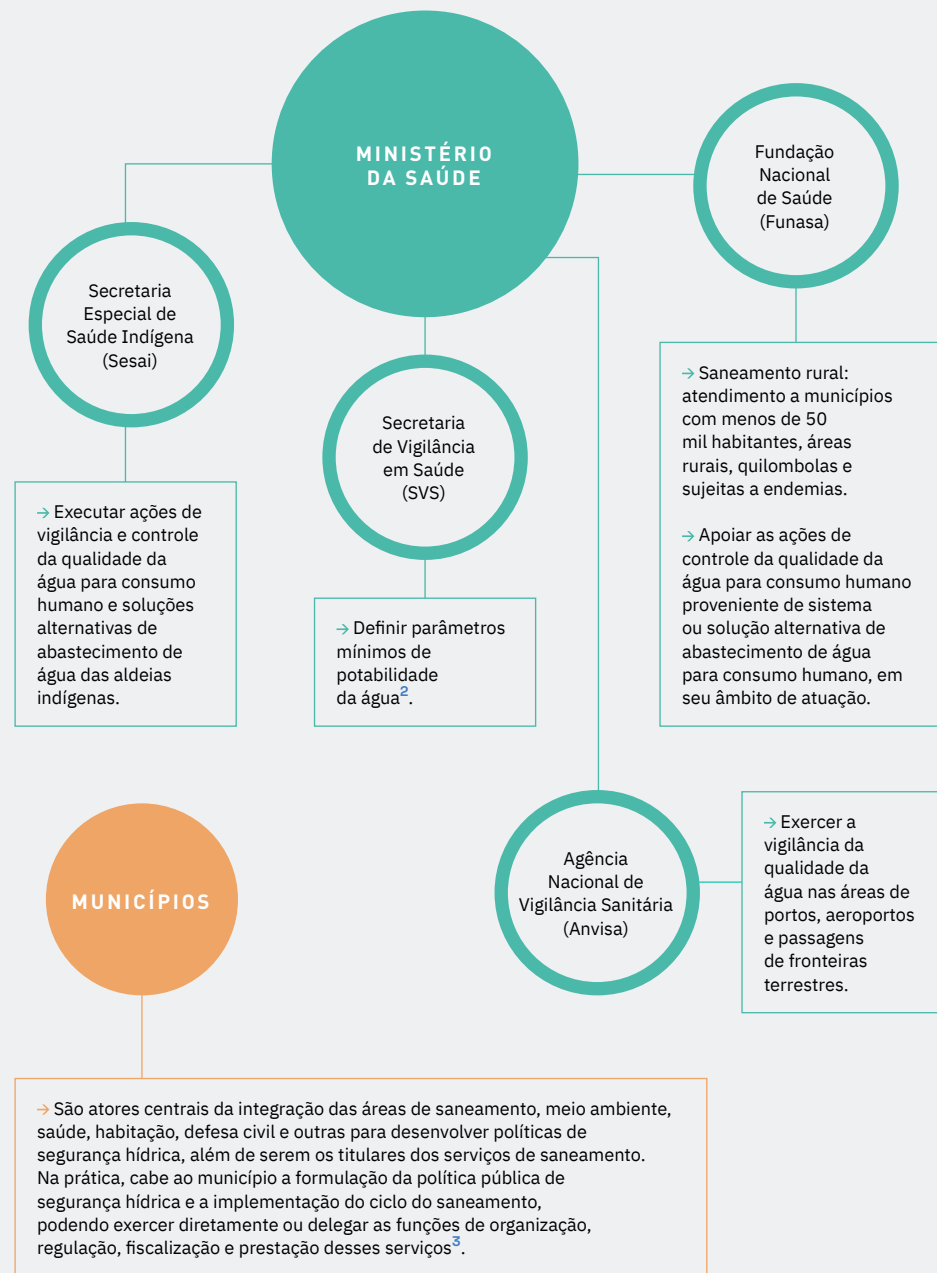 MINISTÉRIO
DA SAÚDE
Fundação
Nacional
de Saúde
(Funasa)
Secretaria
Especial de
Saúde Indígena
(Sesai)
Secretaria
de Vigilância
em Saúde
(SVS)
→ Saneamento rural:
atendimento a municípios
com menos de 50
mil habitantes, áreas
rurais, quilombolas e
sujeitas a endemias.
→ Apoiar as ações de
controle da qualidade da
água para consumo humano
proveniente de sistema
ou solução alternativa de
abastecimento de água
para consumo humano, em
seu âmbito de atuação.
→ Executar ações de
vigilância e controle
da qualidade da
água para consumo
humano e soluções
alternativas de
abastecimento de
água das aldeias
indígenas.
→ Definir parâmetros
mínimos de
potabilidade
da água².
Agência
Nacional de
Vigilância Sanitária
(Anvisa)
→ Exercer a
vigilância da
qualidade da
água nas áreas de
portos, aeroportos
e passagens
de fronteiras
terrestres.
MUNICÍPIOS
→ São atores centrais da integração das áreas de saneamento, meio ambiente,
saúde, habitação, defesa civil e outras para desenvolver políticas de
segurança hídrica, além de serem os titulares dos serviços de saneamento.
Na prática, cabe ao município a formulação da política pública de
segurança hídrica e a implementação do ciclo do saneamento,
podendo exercer diretamente ou delegar as funções de organização,
regulação, fiscalização e prestação desses serviços³.